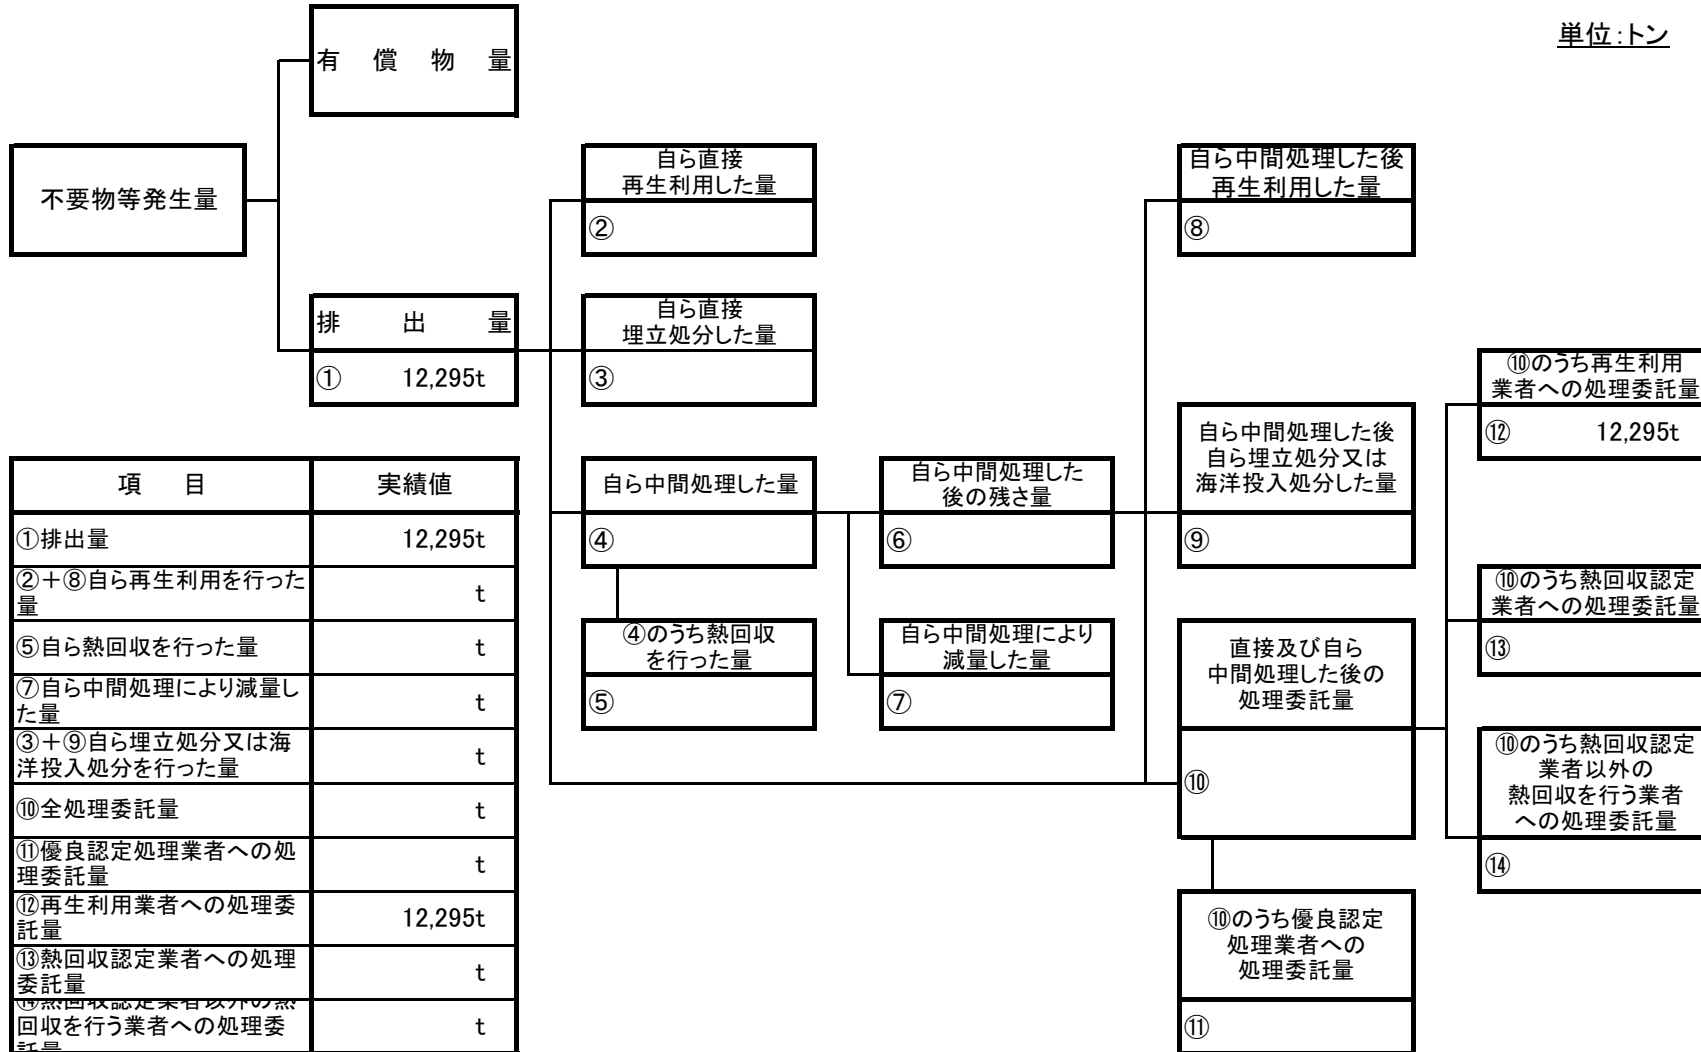 単位：トン
有償物量
不要物等発生量
自ら直接
再生利用した量
②
自ら中間処理した後
再生利用した量
⑧
排出量
① 12,295t
自ら直接
埋立処分した量
③
⑩のうち再生利用
業者への処理委託量
⑫ 12,295t
自ら中間処理した後
自ら埋立処分又は
海洋投入処分した量
⑨
自ら中間処理した量
④
自ら中間処理した
後の残さ量
⑥
④のうち熱回収
を行った量
⑤
自ら中間処理により
減量した量
⑦
直接及び自ら
中間処理した後の
処理委託量
⑩
⑩のうち熱回収認定
業者への処理委託量
⑬
⑩のうち熱回収認定
業者以外の
熱回収を行う業者
への処理委託量
⑭
⑩のうち優良認定
処理業者への
処理委託量
⑪
項目 実績値
①排出量 12,295t
②＋⑧自ら再生利用を行った
量 t
⑤自ら熱回収を行った量 t
⑦自ら中間処理により減量し
た量 t
③＋⑨自ら埋立処分又は海
洋投入処分を行った量 t
⑩全処理委託量 t
⑪優良認定処理業者への処
理委託量 t
⑫再生利用業者への処理委
託量 12,295t
⑬熱回収認定業者への処理
委託量 t
⑭熱回収認定業者以外の熱
回収を行う業者への処理委
託量 t